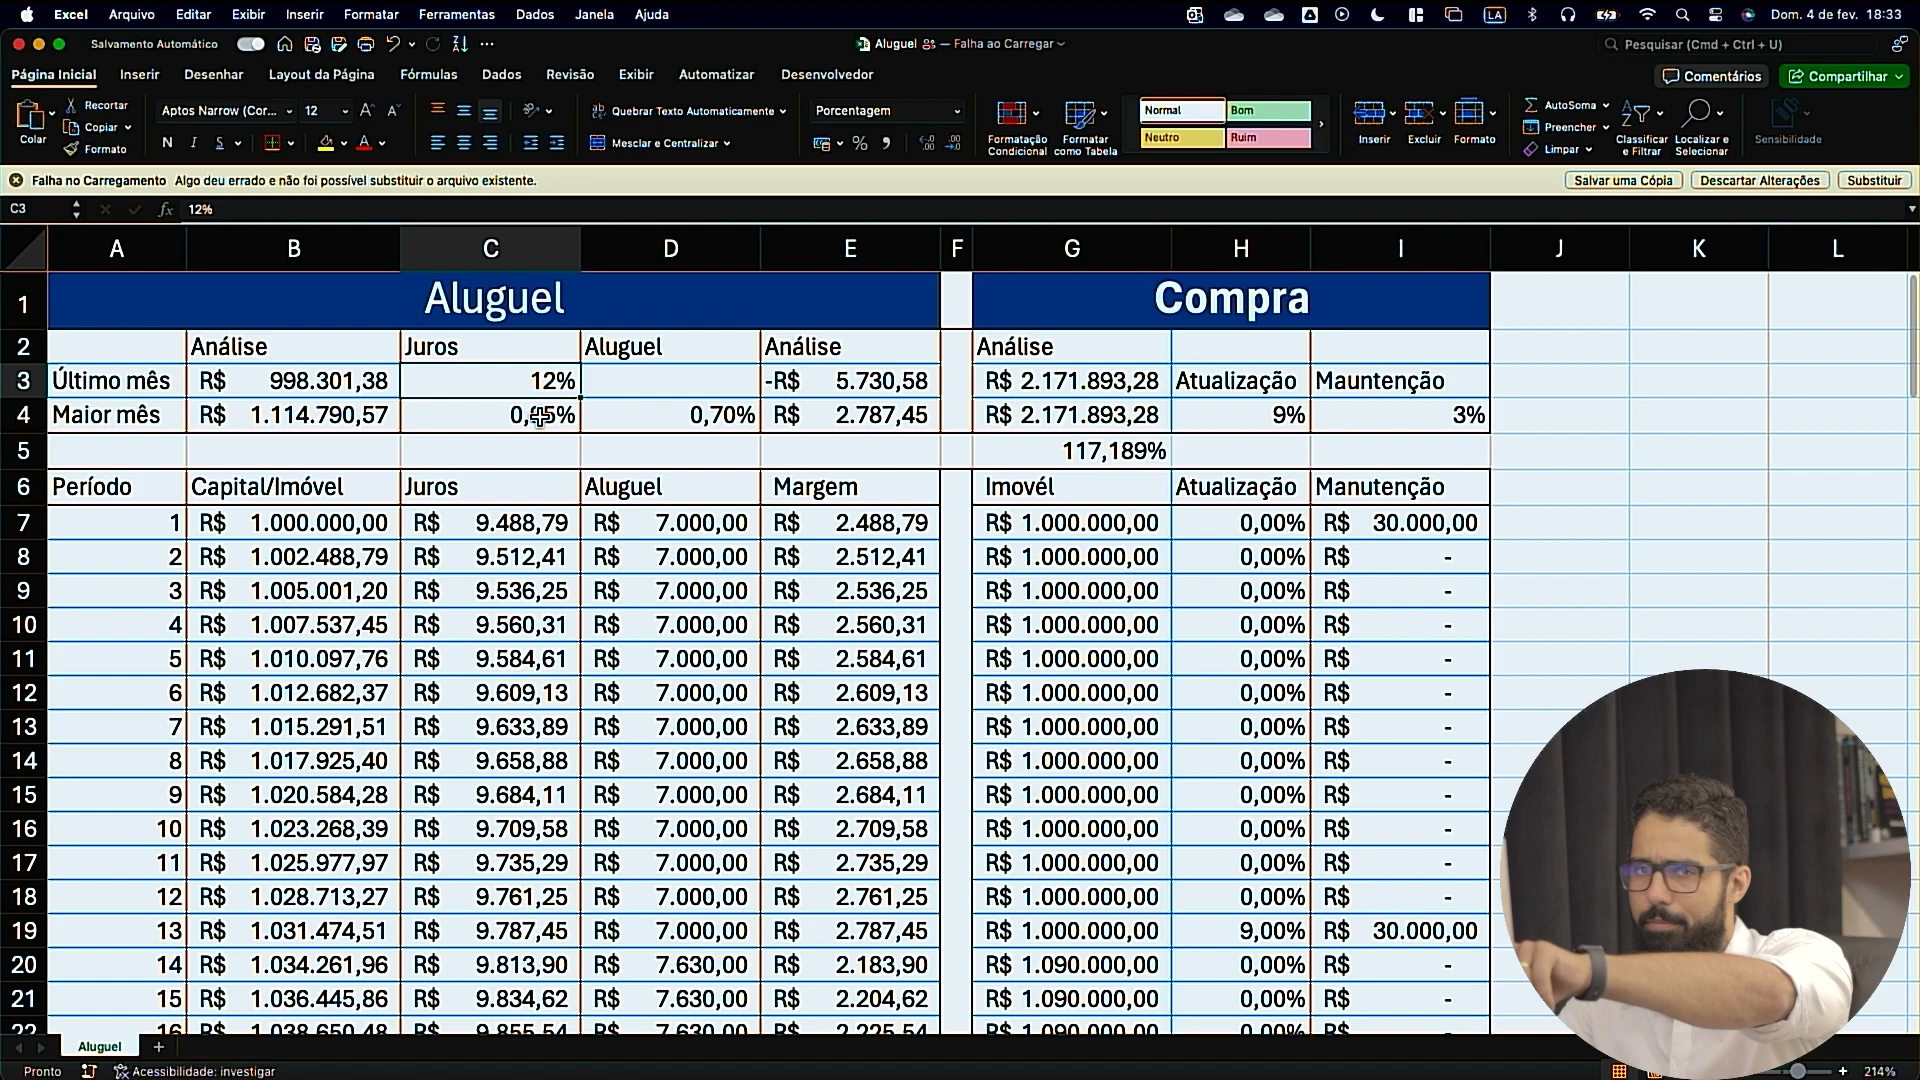 Excel Arquivo Editar Exibir Inserir Formatar Ferramentas Dados Janela Ajuda LA Dom. 4 de fev. 18:33
Salvamento Automático Aluguel — Falha ao Carregar Pesquisar (Cmd + Ctrl + U)
Página Inicial Inserir Desenhar Layout da Página Fórmulas Dados Revisão Exibir Automatizar Desenvolvedor Comentários Compartilhar
Colar Recortar Copiar Formato
Aptos Narrow (Cor... 12
N I S
Quebrar Texto Automaticamente
Mesclar e Centralizar
Porcentagem
Formatação Condicional
Formatar como Tabela
Normal Bom
Neutro Ruim
Inserir Excluir Formato
AutoSoma
Preencher
Limpar
Classificar e Filtrar
Localizar e Selecionar
Sensibilidade
Falha no Carregamento Algo deu errado e não foi possível substituir o arquivo existente. Salvar uma Cópia Descartar Alterações Substituir
C3 fx 12%
A B C D E F G H I J K L
1 Aluguel Compra
2 Análise Juros Aluguel Análise Análise
3 Último mês R$ 998.301,38 12% -R$ 5.730,58 R$ 2.171.893,28 Atualização Mauntenção
4 Maior mês R$ 1.114.790,57 0,70% R$ 2.787,45 R$ 2.171.893,28 9% 3%
5 117,189%
6 Período Capital/Imóvel Juros Aluguel Margem Imovél Atualização Manutenção
7 1 R$ 1.000.000,00 R$ 9.488,79 R$ 7.000,00 R$ 2.488,79 R$ 1.000.000,00 0,00% R$ 30.000,00
8 2 R$ 1.002.488,79 R$ 9.512,41 R$ 7.000,00 R$ 2.512,41 R$ 1.000.000,00 0,00% R$ -
9 3 R$ 1.005.001,20 R$ 9.536,25 R$ 7.000,00 R$ 2.536,25 R$ 1.000.000,00 0,00% R$ -
10 4 R$ 1.007.537,45 R$ 9.560,31 R$ 7.000,00 R$ 2.560,31 R$ 1.000.000,00 0,00% R$ -
11 5 R$ 1.010.097,76 R$ 9.584,61 R$ 7.000,00 R$ 2.584,61 R$ 1.000.000,00 0,00% R$ -
12 6 R$ 1.012.682,37 R$ 9.609,13 R$ 7.000,00 R$ 2.609,13 R$ 1.000.000,00 0,00% R$ -
13 7 R$ 1.015.291,51 R$ 9.633,89 R$ 7.000,00 R$ 2.633,89 R$ 1.000.000,00 0,00% R$ -
14 8 R$ 1.017.925,40 R$ 9.658,88 R$ 7.000,00 R$ 2.658,88 R$ 1.000.000,00 0,00% R$ -
15 9 R$ 1.020.584,28 R$ 9.684,11 R$ 7.000,00 R$ 2.684,11 R$ 1.000.000,00 0,00% R$ -
16 10 R$ 1.023.268,39 R$ 9.709,58 R$ 7.000,00 R$ 2.709,58 R$ 1.000.000,00 0,00% R$ -
17 11 R$ 1.025.977,97 R$ 9.735,29 R$ 7.000,00 R$ 2.735,29 R$ 1.000.000,00 0,00% R$ -
18 12 R$ 1.028.713,27 R$ 9.761,25 R$ 7.000,00 R$ 2.761,25 R$ 1.000.000,00 0,00% R$ -
19 13 R$ 1.031.474,51 R$ 9.787,45 R$ 7.000,00 R$ 2.787,45 R$ 1.000.000,00 9,00% R$ 30.000,00
20 14 R$ 1.034.261,96 R$ 9.813,90 R$ 7.630,00 R$ 2.183,90 R$ 1.090.000,00 0,00% R$ -
21 15 R$ 1.036.445,86 R$ 9.834,62 R$ 7.630,00 R$ 2.204,62 R$ 1.090.000,00 0,00% R$ -
22 16 R$ 1.038.650,48 R$ 9.855,54 R$ 7.630,00 R$ 2.225,54 R$ 1.090.000,00 0,00% R$
Aluguel +
Pronto Acessibilidade: investigar + 214%